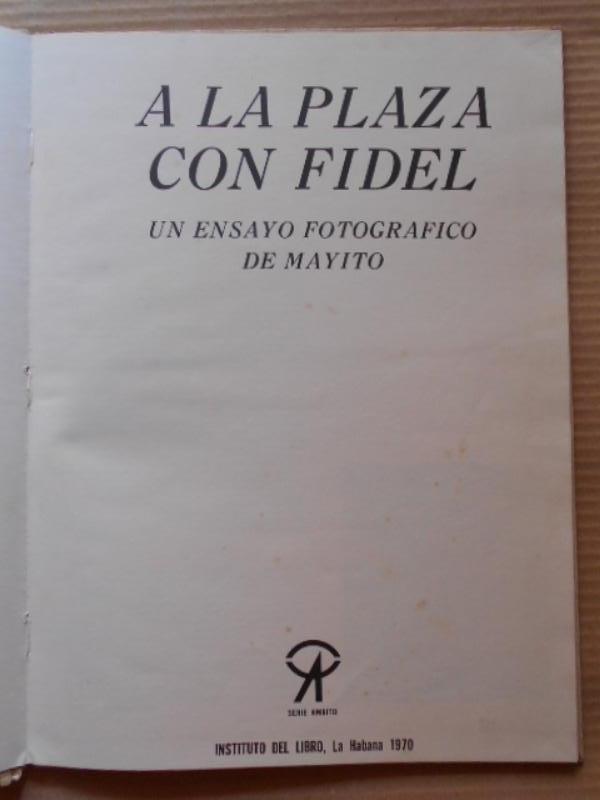 A LA PLAZA
CON FIDEL
UN ENSAYO FOTOGRAFICO
DE MAYITO
SERIE AMBITO
INSTITUTO DEL LIBRO, La Habana 1970